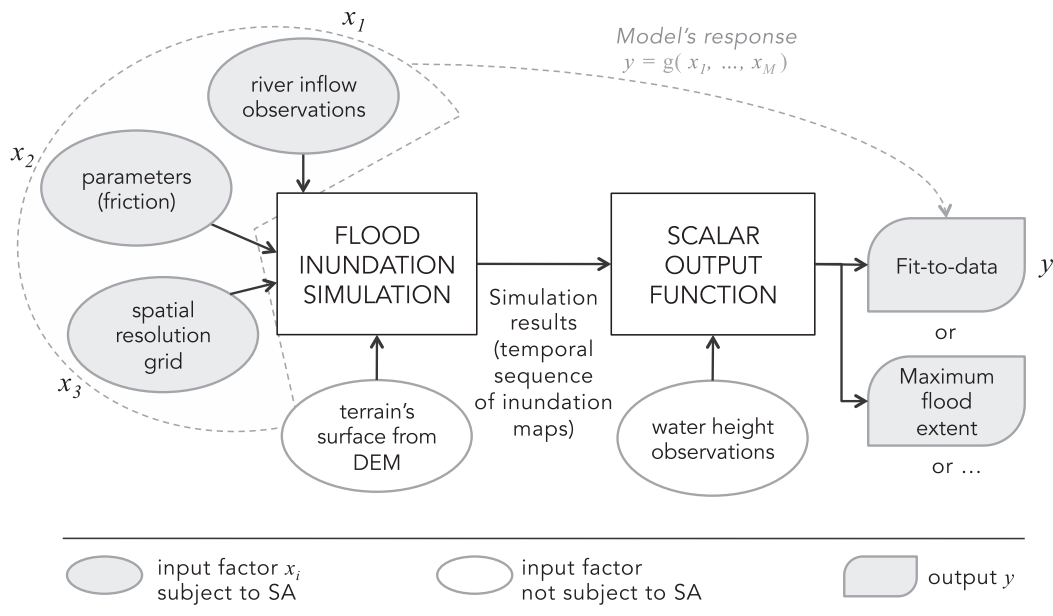 x1
Model's response
y = g( x1, ..., xM)
river inflow
observations
x2
parameters
(friction)
FLOOD
INUNDATION
SIMULATION
SCALAR
OUTPUT
FUNCTION
Fit-to-data
y
spatial
resolution
grid
Simulation
results
(temporal
sequence
of inundation
maps)
or
x3
Maximum
flood
extent
terrain's
surface from
DEM
water height
observations
or ...
input factor xi
subject to SA
input factor
not subject to SA
output y